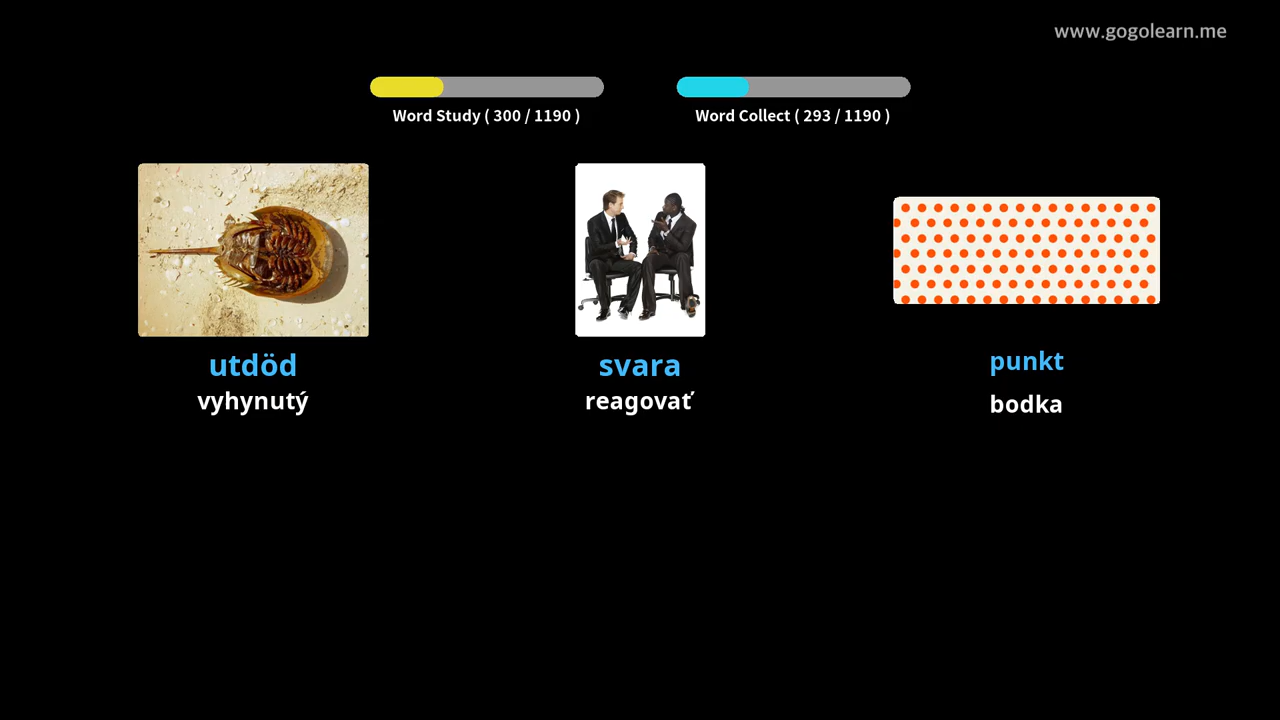 www.gogolearn.me
Word Study ( 300 / 1190 )
Word Collect ( 293 / 1190 )
utdöd
vyhynutý
svara
reagovať
punkt
bodka